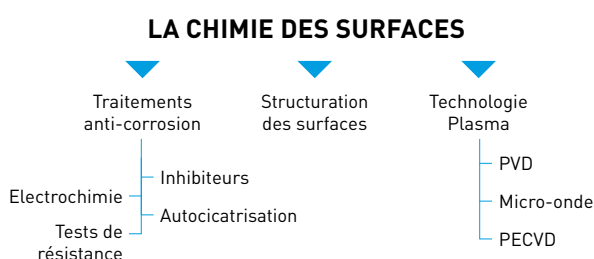 LA CHIMIE DES SURFACES
Traitements
anti-corrosion
Structuration
des surfaces
Technologie
Plasma
Inhibiteurs
Electrochimie
Autocicatrisation
Tests de
résistance
PVD
Micro-onde
PECVD